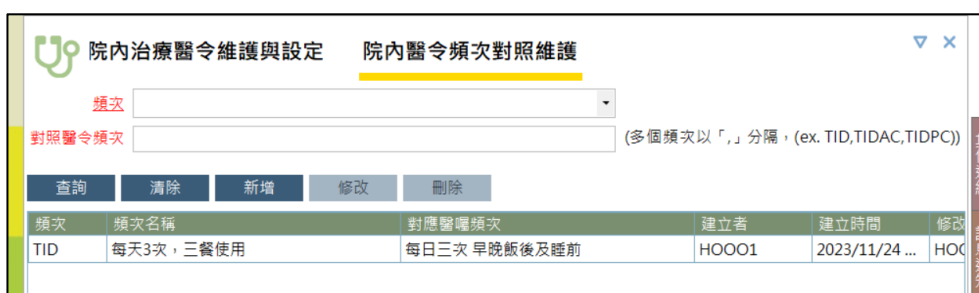 院內治療醫令維護與設定 院內醫令頻次對照維護
頻次
對照醫令頻次 (多個頻次以「,」分隔，(ex. TID,TIDAC,TIDPC))
查詢 清除 新增 修改 刪除
頻次 頻次名稱 對應醫囑頻次 建立者 建立時間 修改
TID 每天3次，三餐使用 每日三次 早晚飯後及睡前 HOOO1 2023/11/24 ... HOO